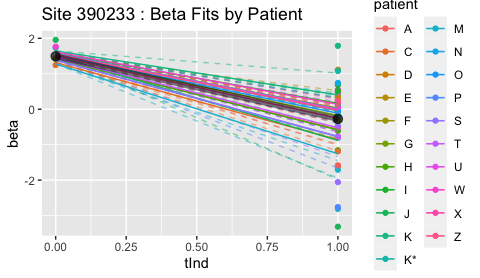 Site 390233 : Beta Fits by Patient
patient
2
0
-2
beta
0.00
0.25
0.50
0.75
1.00
tInd
A
C
D
E
F
G
H
I
J
K
K*
M
N
O
P
S
T
U
W
X
Z